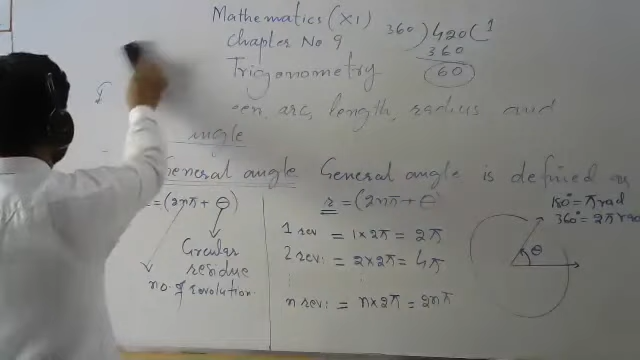 Mathematics (XI)
Chapter No 9
Trigonometry
360 ) 420 ( 1
360
60
een, arc, length, radius and
angle
General angle
General angle is defined as
= (2nπ + θ)
Circular
residue
no. of revolution
r = (2nπ + θ
1 rev = 1×2π = 2π
2 rev: = 2×2π = 4π
n rev: = n×2π = 2nπ
180° = π rad
360° = 2π rad
θ